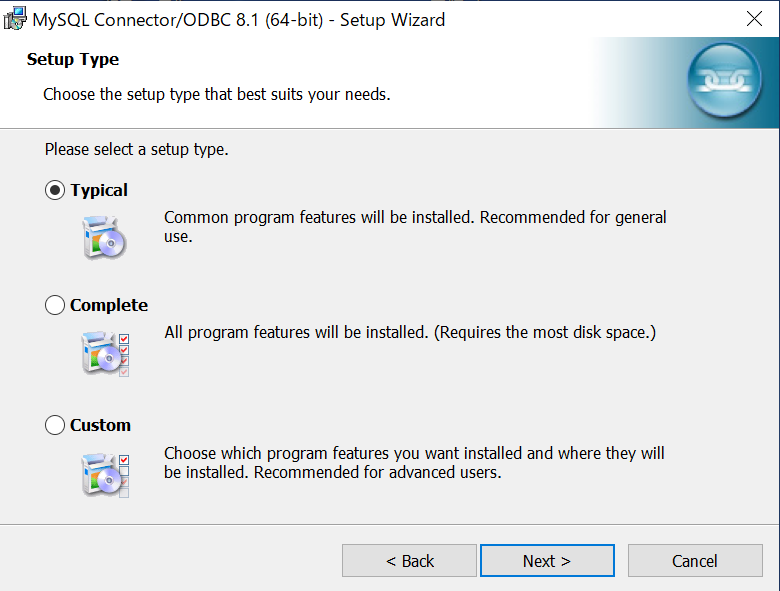 MySQL Connector/ODBC 8.1 (64-bit) - Setup Wizard
Setup Type
Choose the setup type that best suits your needs.
Please select a setup type.
Typical
Common program features will be installed. Recommended for general
use.
Complete
All program features will be installed. (Requires the most disk space.)
Custom
Choose which program features you want installed and where they will
be installed. Recommended for advanced users.
< Back
Next >
Cancel